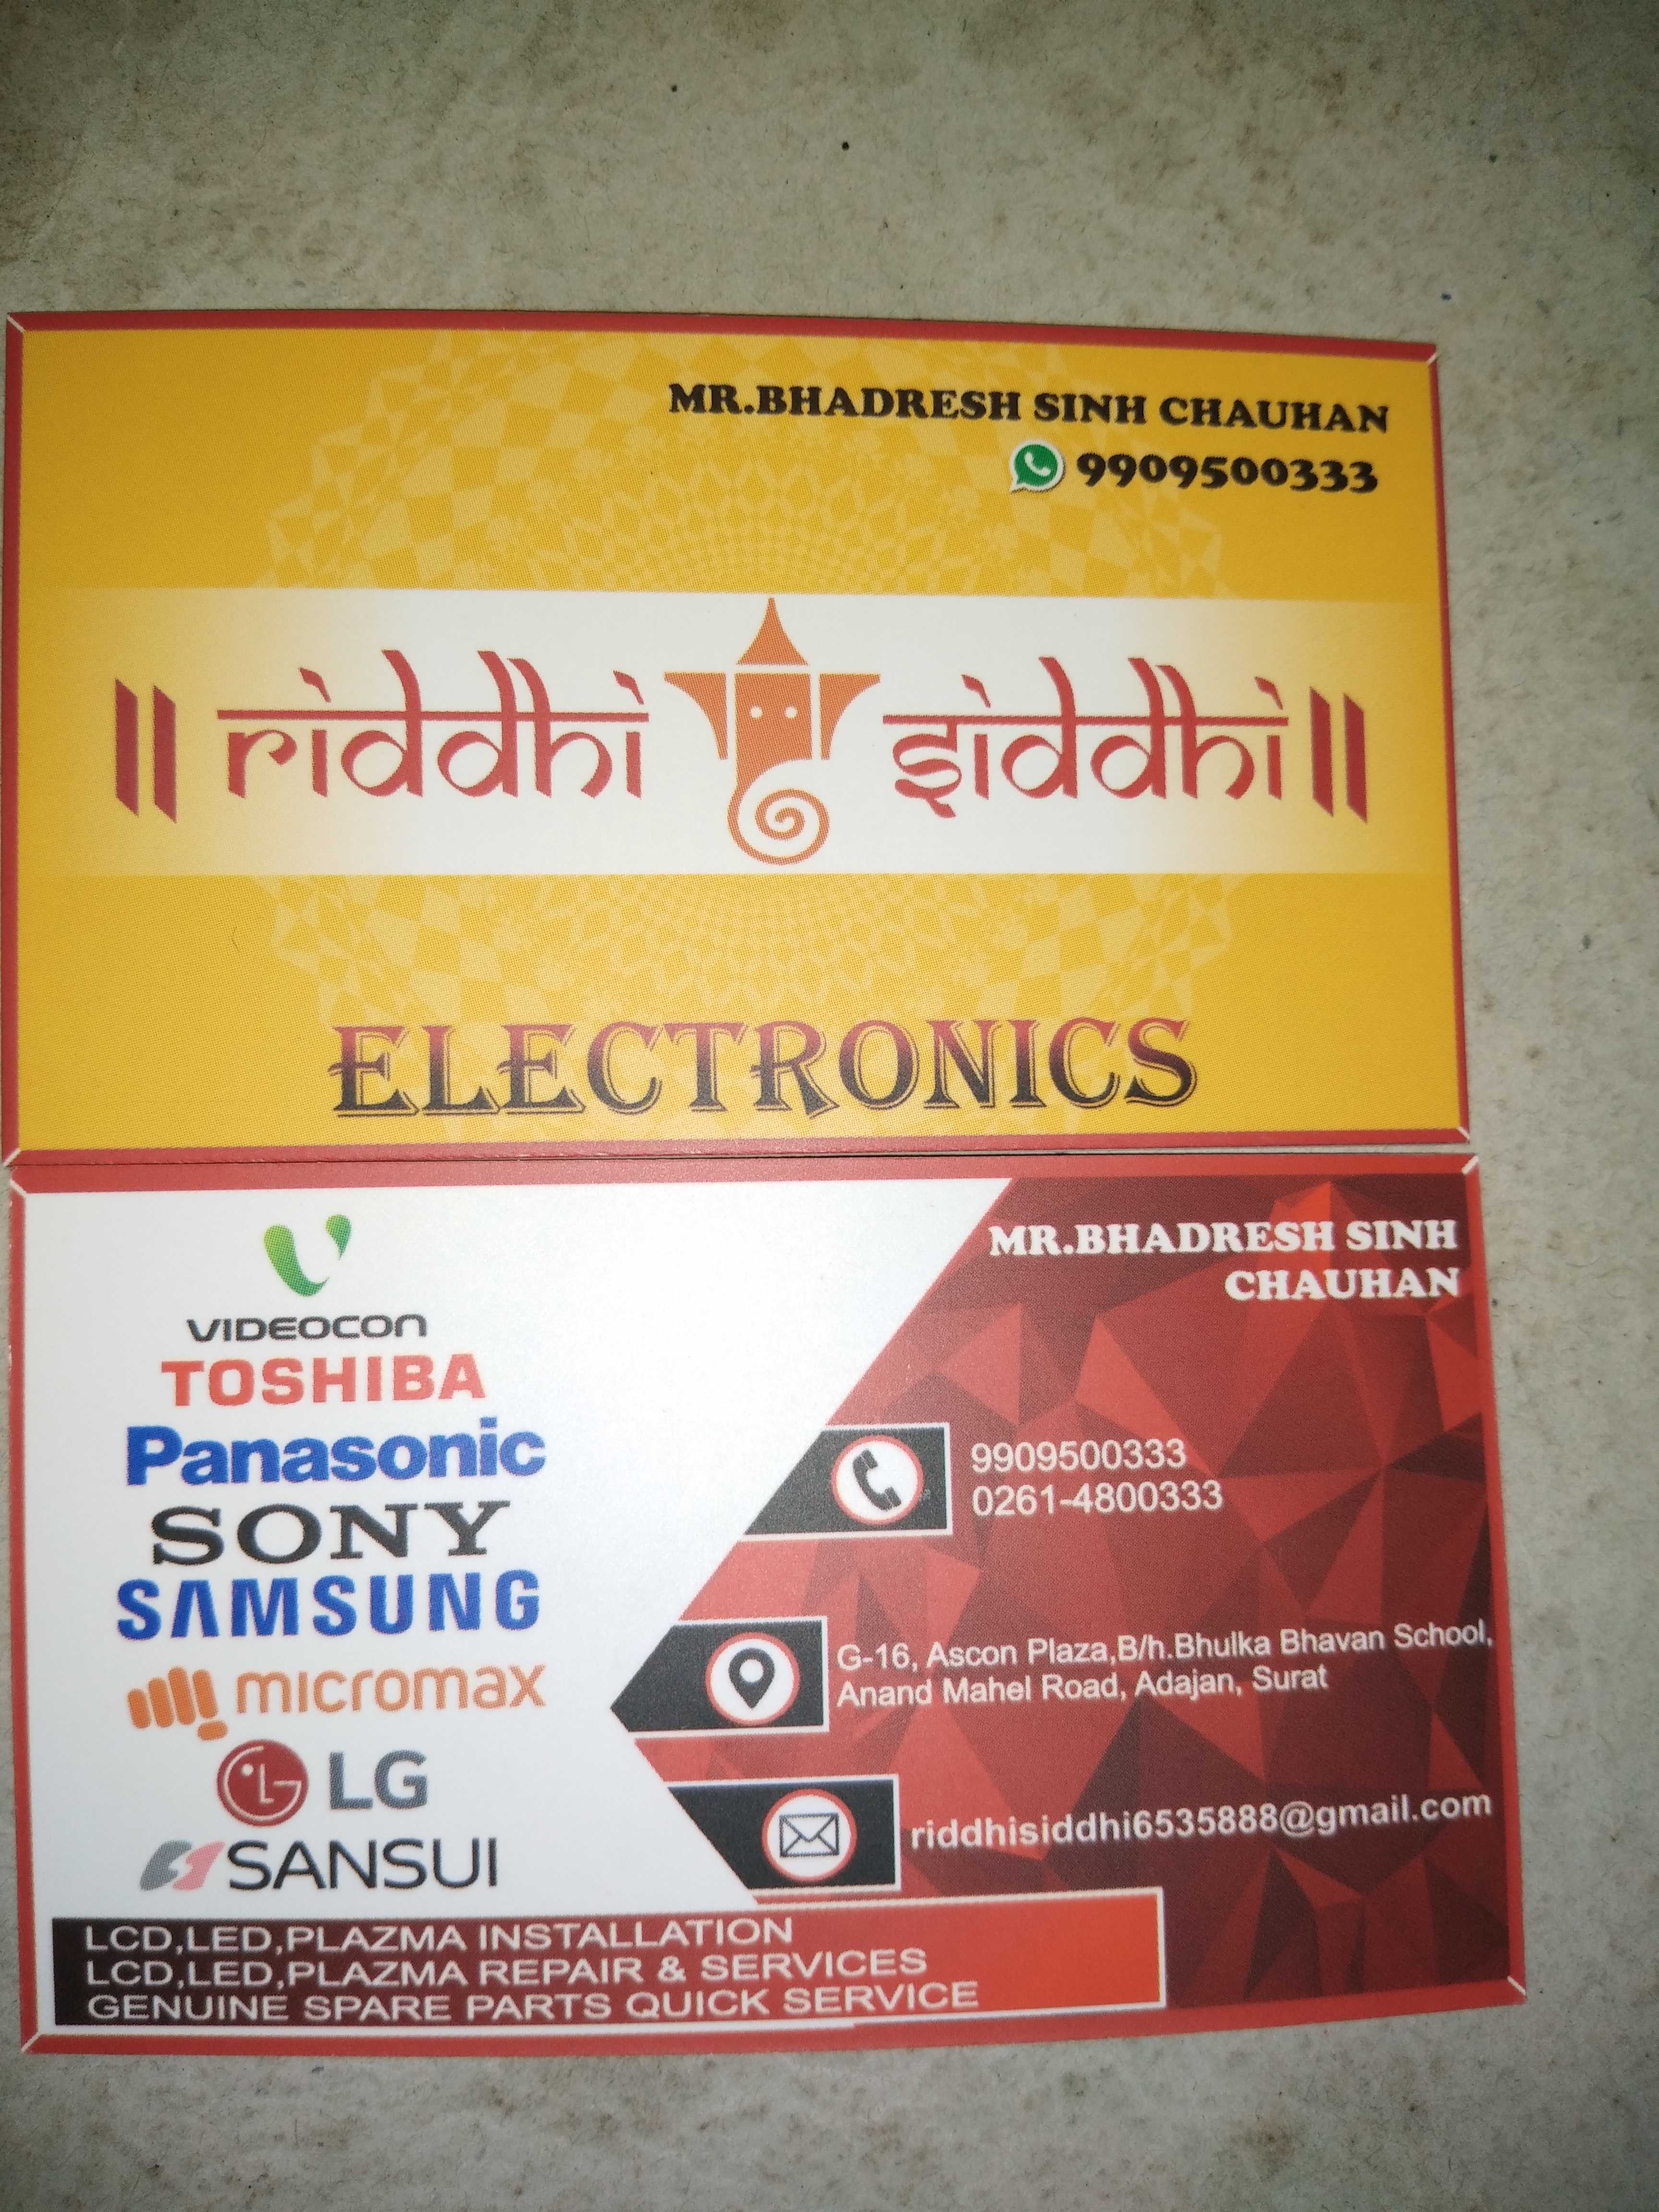 MR.BHADRESH SINH CHAUHAN
9909500333
|| riddhi siddhi ||
ELECTRONICS
VIDEOCON
TOSHIBA
Panasonic
SONY
SAMSUNG
micromax
LG
SANSUI
MR.BHADRESH SINH
CHAUHAN
9909500333
0261-4800333
G-16, Ascon Plaza,B/h.Bhulka Bhavan School,
Anand Mahel Road, Adajan, Surat
riddhisiddhi6535888@gmail.com
LCD,LED,PLAZMA INSTALLATION
LCD,LED,PLAZMA REPAIR & SERVICES
GENUINE SPARE PARTS QUICK SERVICE